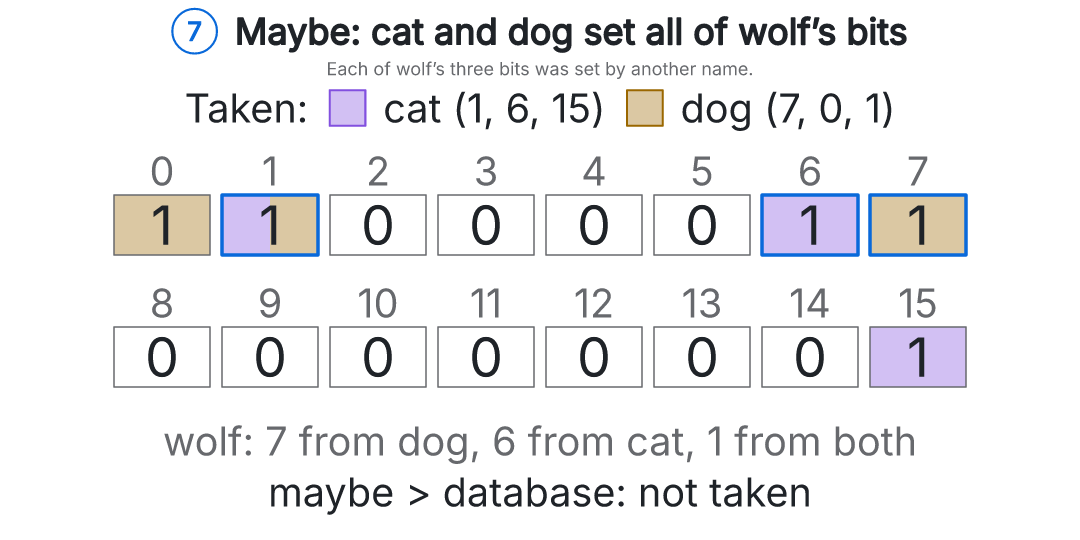 7 Maybe: cat and dog set all of wolf’s bits
Each of wolf’s three bits was set by another name.
Taken: cat (1, 6, 15) dog (7, 0, 1)
0 1 2 3 4 5 6 7
1 1 0 0 0 0 1 1
8 9 10 11 12 13 14 15
0 0 0 0 0 0 0 1
wolf: 7 from dog, 6 from cat, 1 from both
maybe > database: not taken